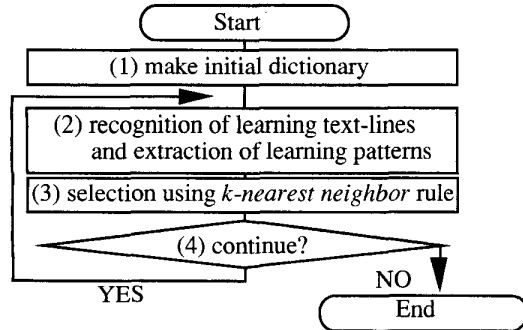 Start
(1) make initial dictionary
(2) recognition of learning text-lines
and extraction of learning patterns
(3) selection using k-nearest neighbor rule
(4) continue?
YES
NO
End